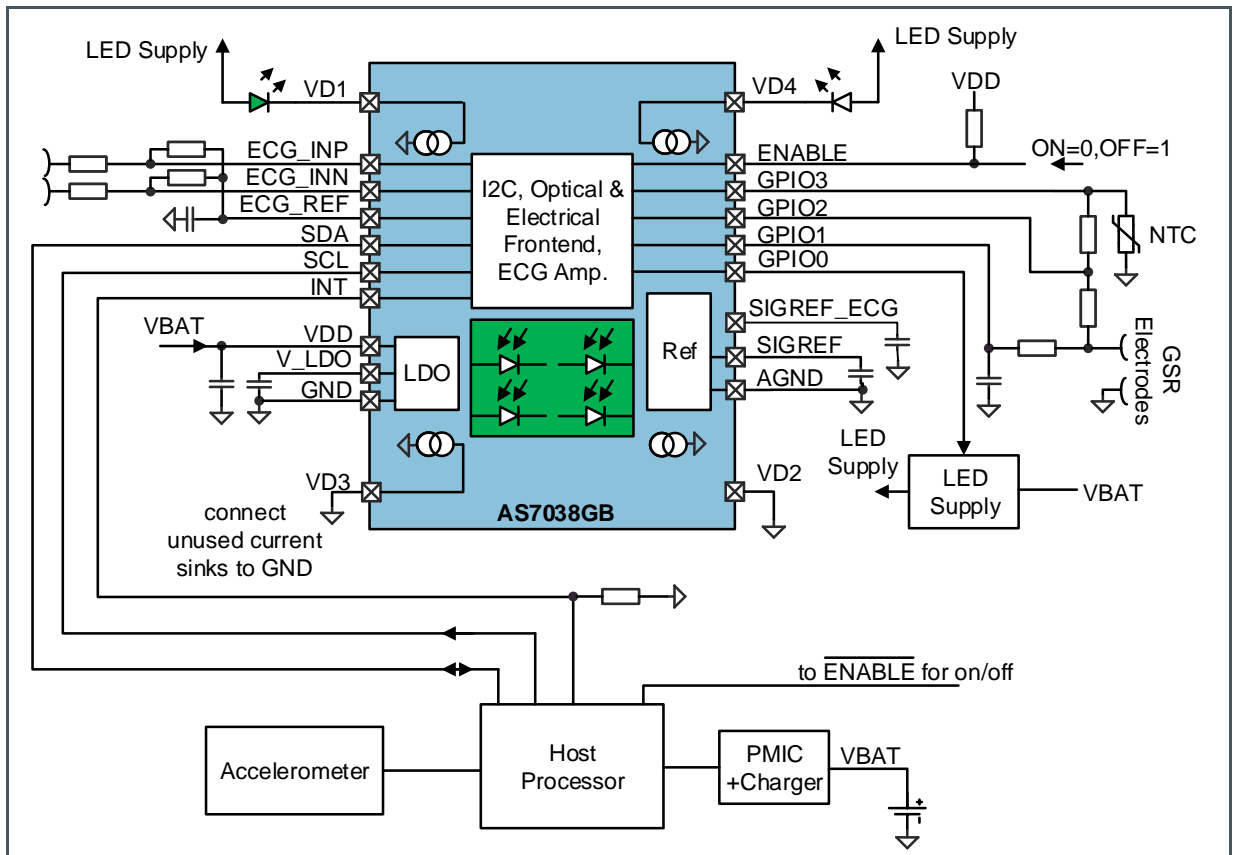 LED Supply
LED Supply
VD1
VD4
VDD
ECG_INP
ENABLE
ON=0,OFF=1
ECG_INN
GPIO3
ECG_REF
GPIO2
SDA
GPIO1
NTC
SCL
GPIO0
INT
I2C, Optical &
Electrical
Frontend,
ECG Amp.
VBAT
VDD
V_LDO
GND
LDO
Ref
SIGREF_ECG
SIGREF
AGND
GSR
Electrodes
LED
Supply
LED
Supply
VBAT
VD3
VD2
AS7038GB
connect
unused current
sinks to GND
to ENABLE for on/off
Accelerometer
Host
Processor
PMIC
+Charger
VBAT
+
-